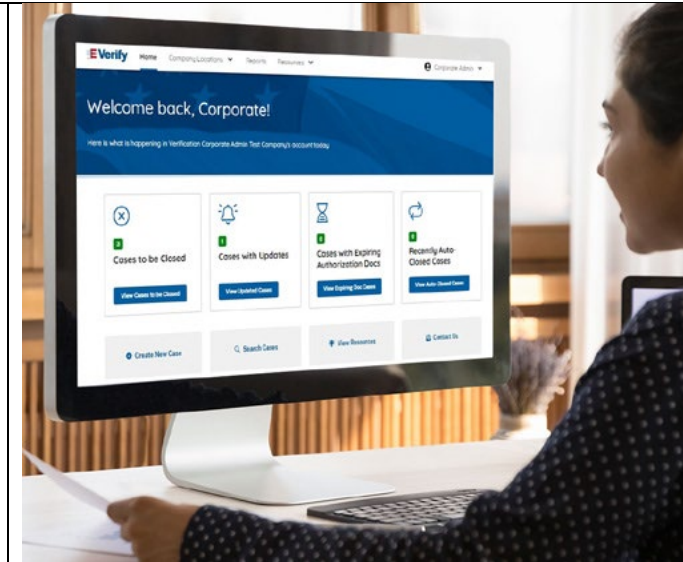 E-Verify Home Company Locations Reports Resources Corporate Admin
Welcome back, Corporate!
Here is what is happening in Verification Corporate Admin Test Company's account today
Cases to be Closed
View Cases to be Closed
1
Cases with Updates
View Updated Cases
Cases with Expiring
Authorization Docs
View Expiring Doc Cases
Recently Auto-
Closed Cases
View Auto-Closed Cases
Create New Case
Search Cases
View Resources
Contact Us